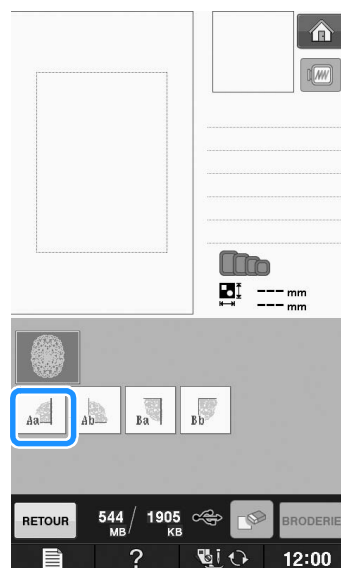 --- mm
--- mm
Aa Ab Ba Bb
RETOUR 544 MB / 1905 KB BRODERIE
? 12:00